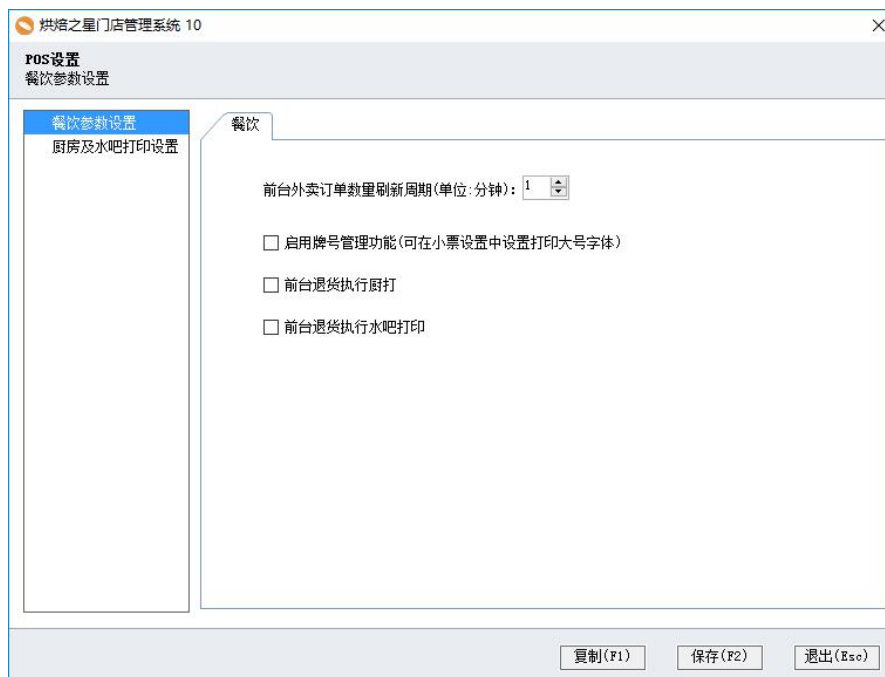 烘焙之星门店管理系统 10
POS设置
餐饮参数设置
餐饮参数设置
厨房及水吧打印设置
餐饮
前台外卖订单数量刷新周期(单位:分钟): 1
启用牌号管理功能(可在小票设置中设置打印大号字体)
前台退货执行厨打
前台退货执行水吧打印
复制(F1) 保存(F2) 退出(Esc)